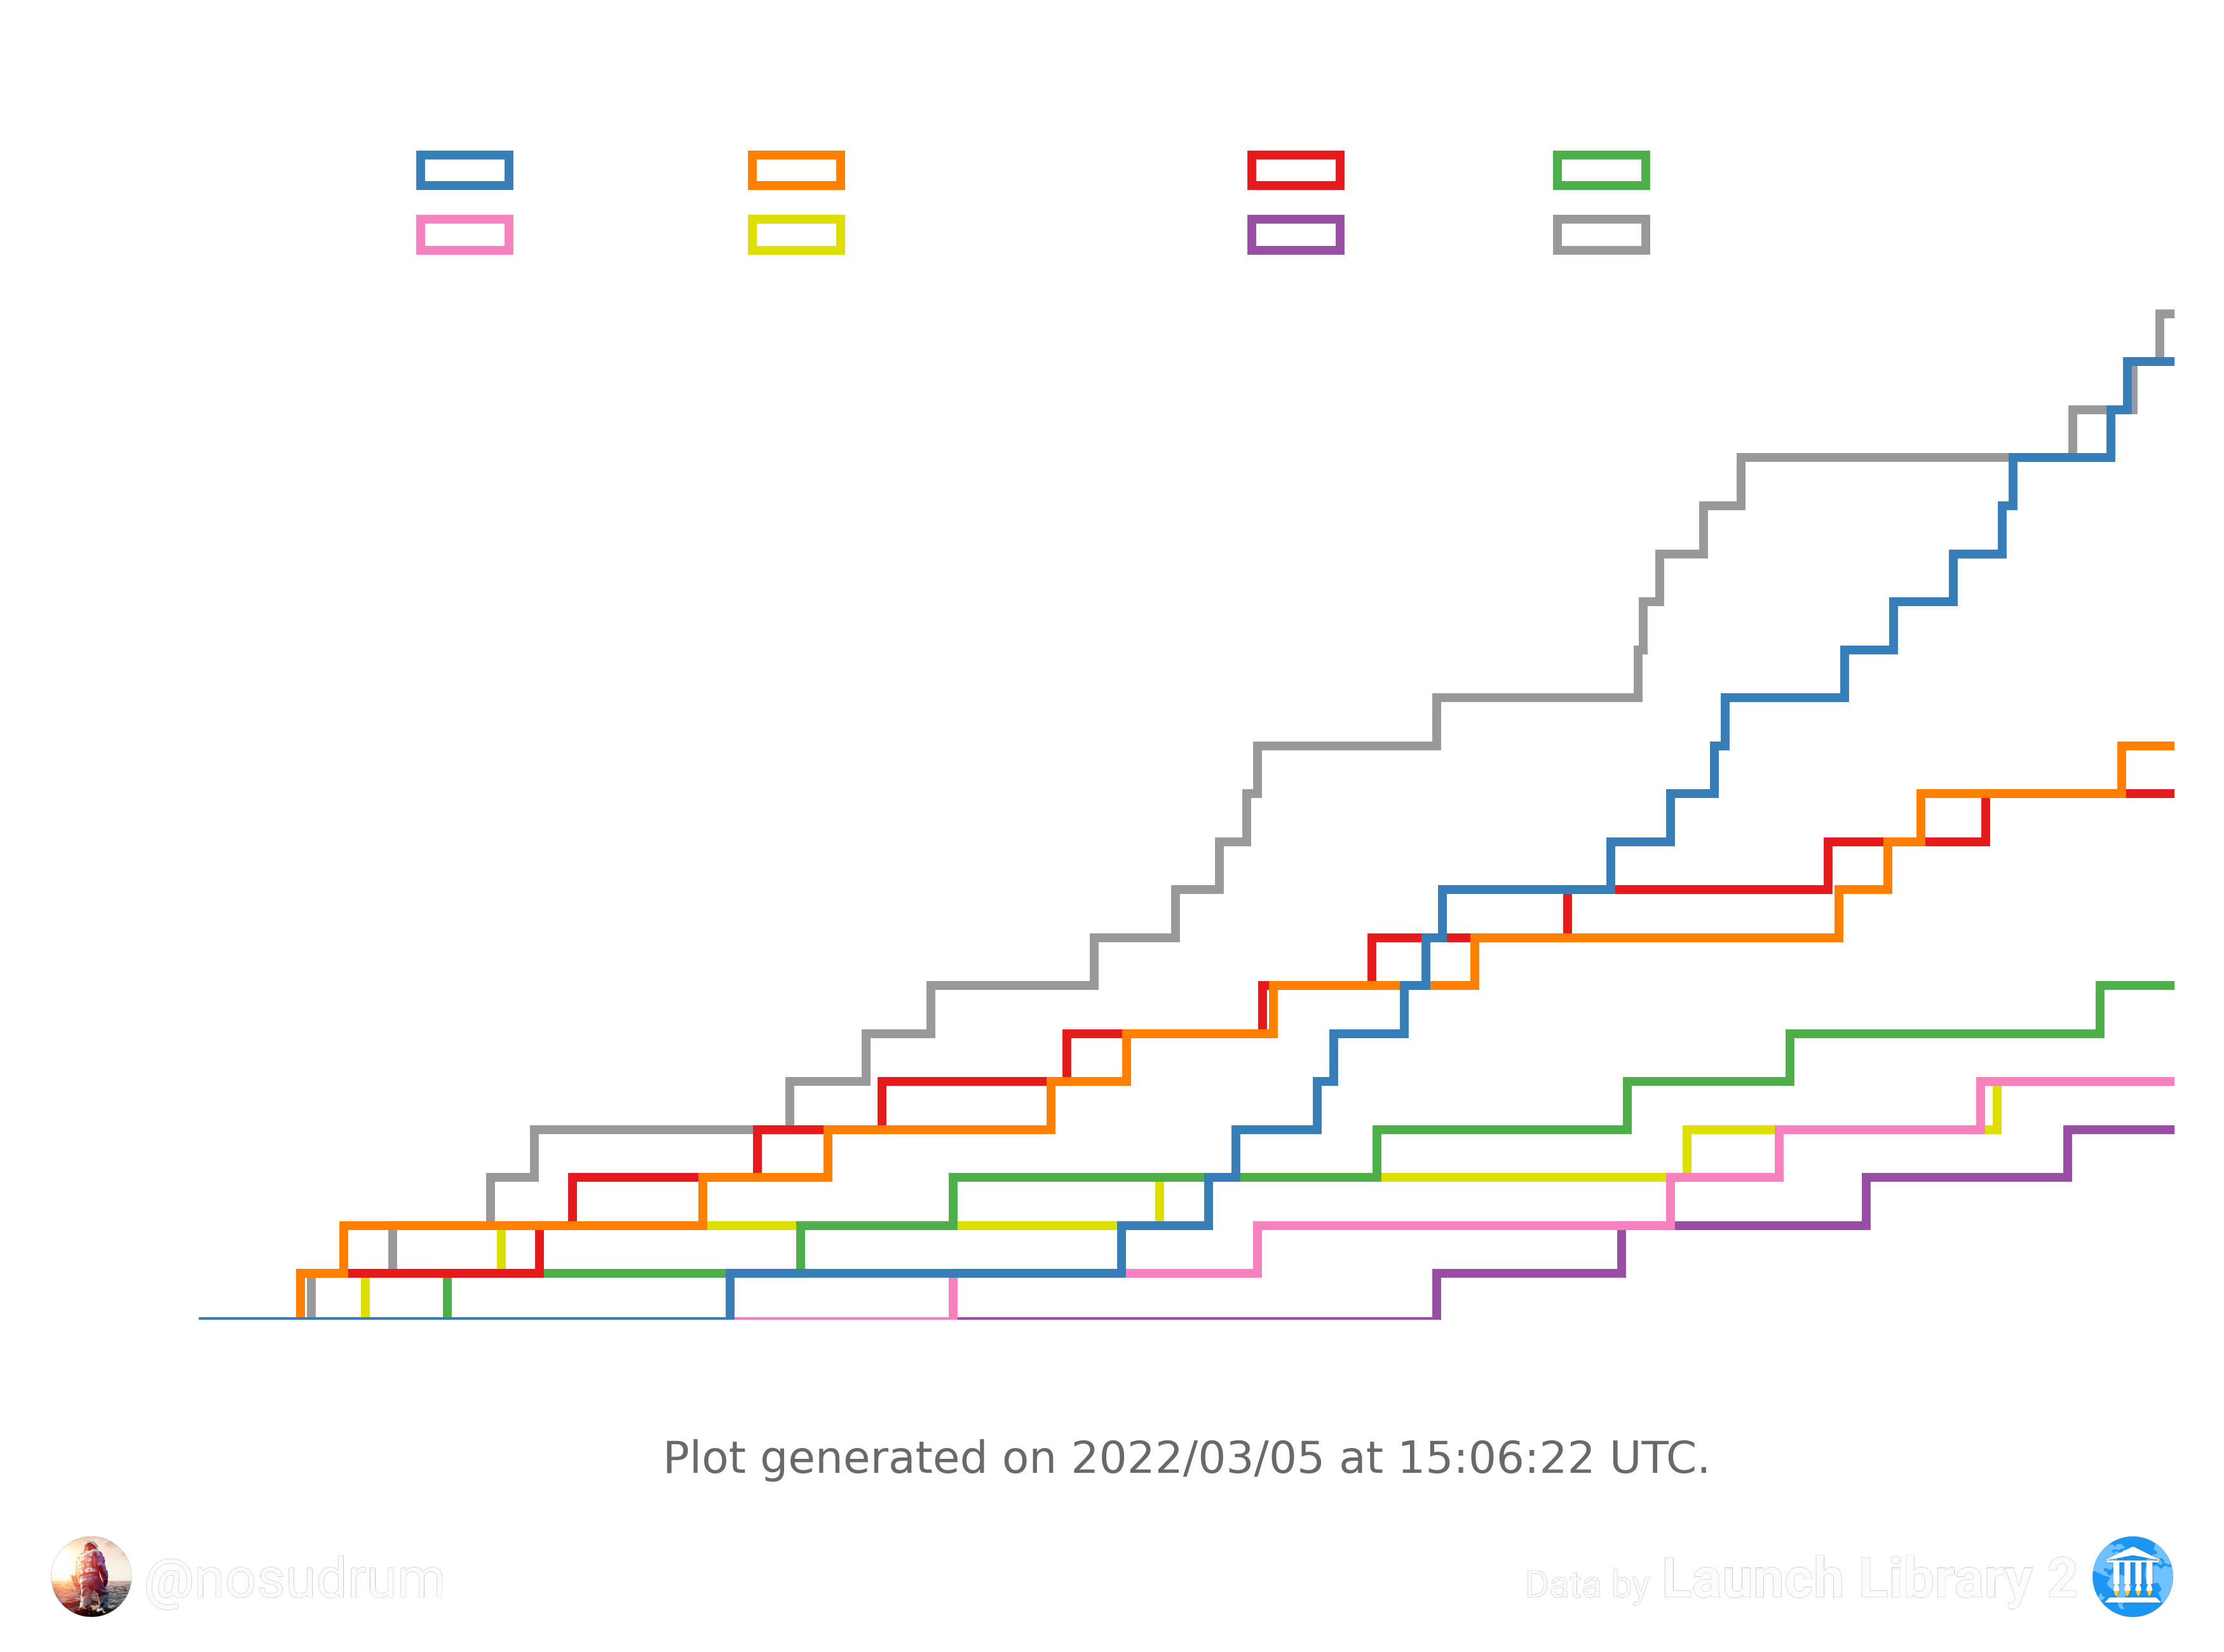 Plot generated on 2022/03/05 at 15:06:22 UTC.
@nosudrum
Data by Launch Library 2